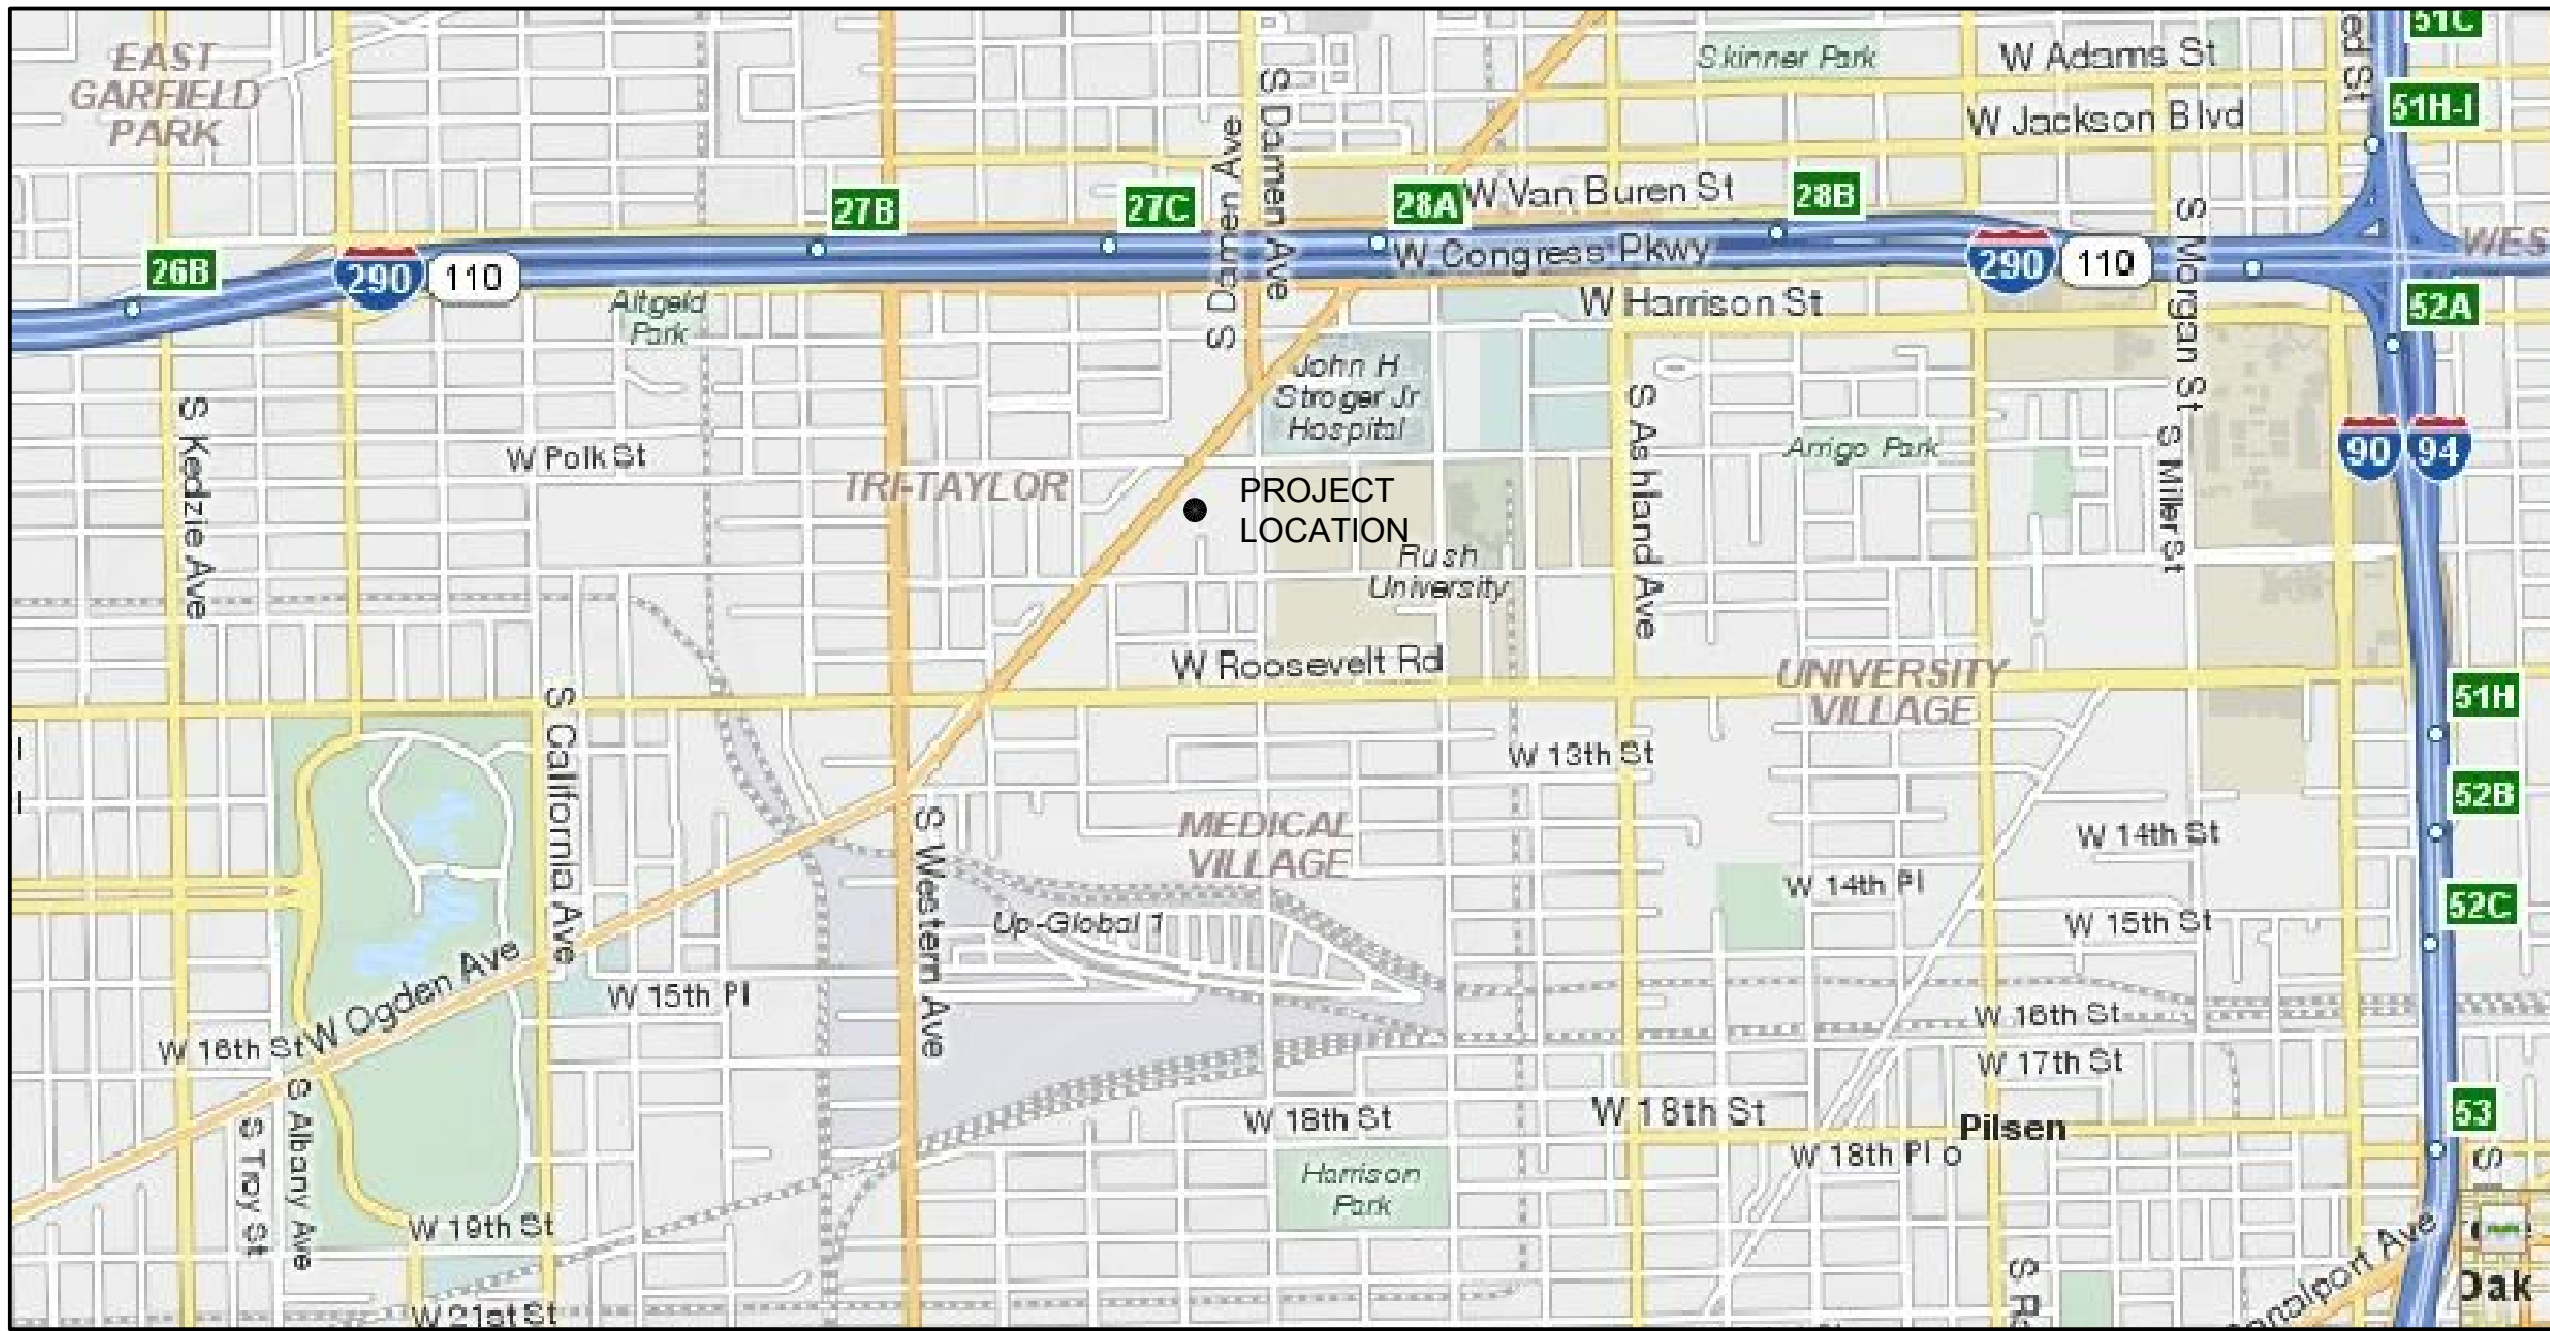 EAST
GARFIELD
PARK
Skinner Park
W Adams St
51C
51H-I
W Jackson Blvd
S Damen Ave
S Damen Ave
27B
27C
28A
W Van Buren St
28B
S Morgan St
26B
290
110
W Congress Pkwy
290
110
WES
Altgeld
Park
W Harrison St
52A
John H
Stroger Jr
Hospital
S Kedzie Ave
W Polk St
TRI-TAYLOR
S Ashland Ave
Arrigo Park
S Miller St
90
94
PROJECT
LOCATION
Rush
University
W Roosevelt Rd
UNIVERSITY
VILLAGE
51H
S California Ave
W 13th St
52B
MEDICAL
VILLAGE
S Western Ave
W 14th St
W 14th Pl
52C
Up-Global 1
W 15th St
W Ogden Ave
W 15th Pl
W 16th St
W 16th St
W 17th St
S Albany Ave
S Troy St
W 18th St
W 18th St
Pilsen
53
W 18th Pl
Harrison
Park
W 19th St
W 21st St